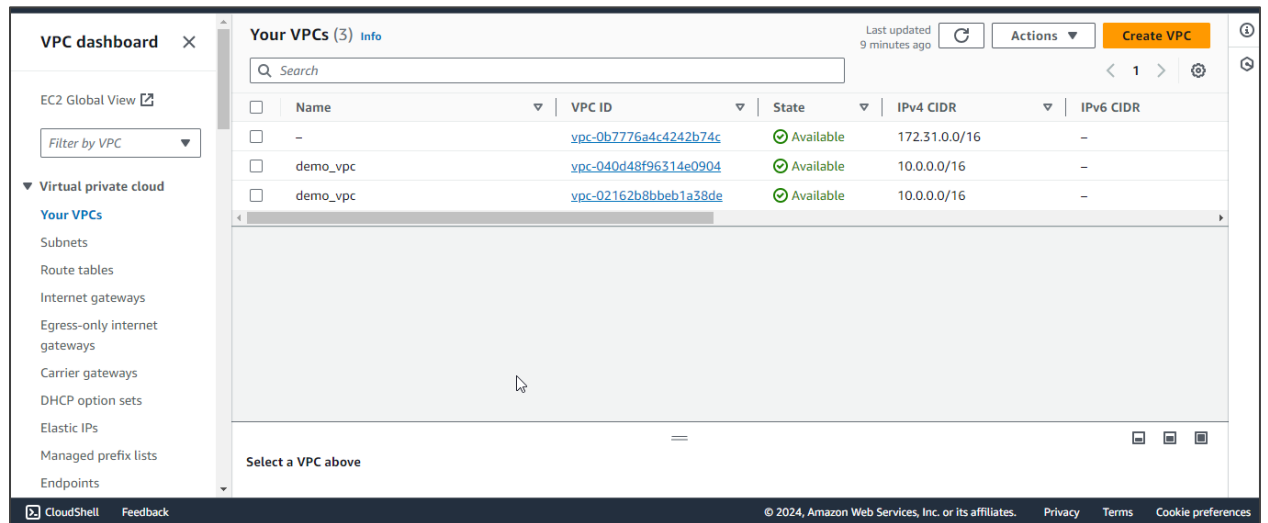 VPC dashboard
EC2 Global View
Filter by VPC
Virtual private cloud
Your VPCs
Subnets
Route tables
Internet gateways
Egress-only internet
gateways
Carrier gateways
DHCP option sets
Elastic IPs
Managed prefix lists
Endpoints
Your VPCs (3) Info
Last updated
9 minutes ago
Actions
Create VPC
Search
1
Name VPC ID State IPv4 CIDR IPv6 CIDR
– vpc-0b7776a4c4242b74c Available 172.31.0.0/16 –
demo_vpc vpc-040d48f96314e0904 Available 10.0.0.0/16 –
demo_vpc vpc-02162b8bbeb1a38de Available 10.0.0.0/16 –
Select a VPC above
CloudShell Feedback © 2024, Amazon Web Services, Inc. or its affiliates. Privacy Terms Cookie preferences